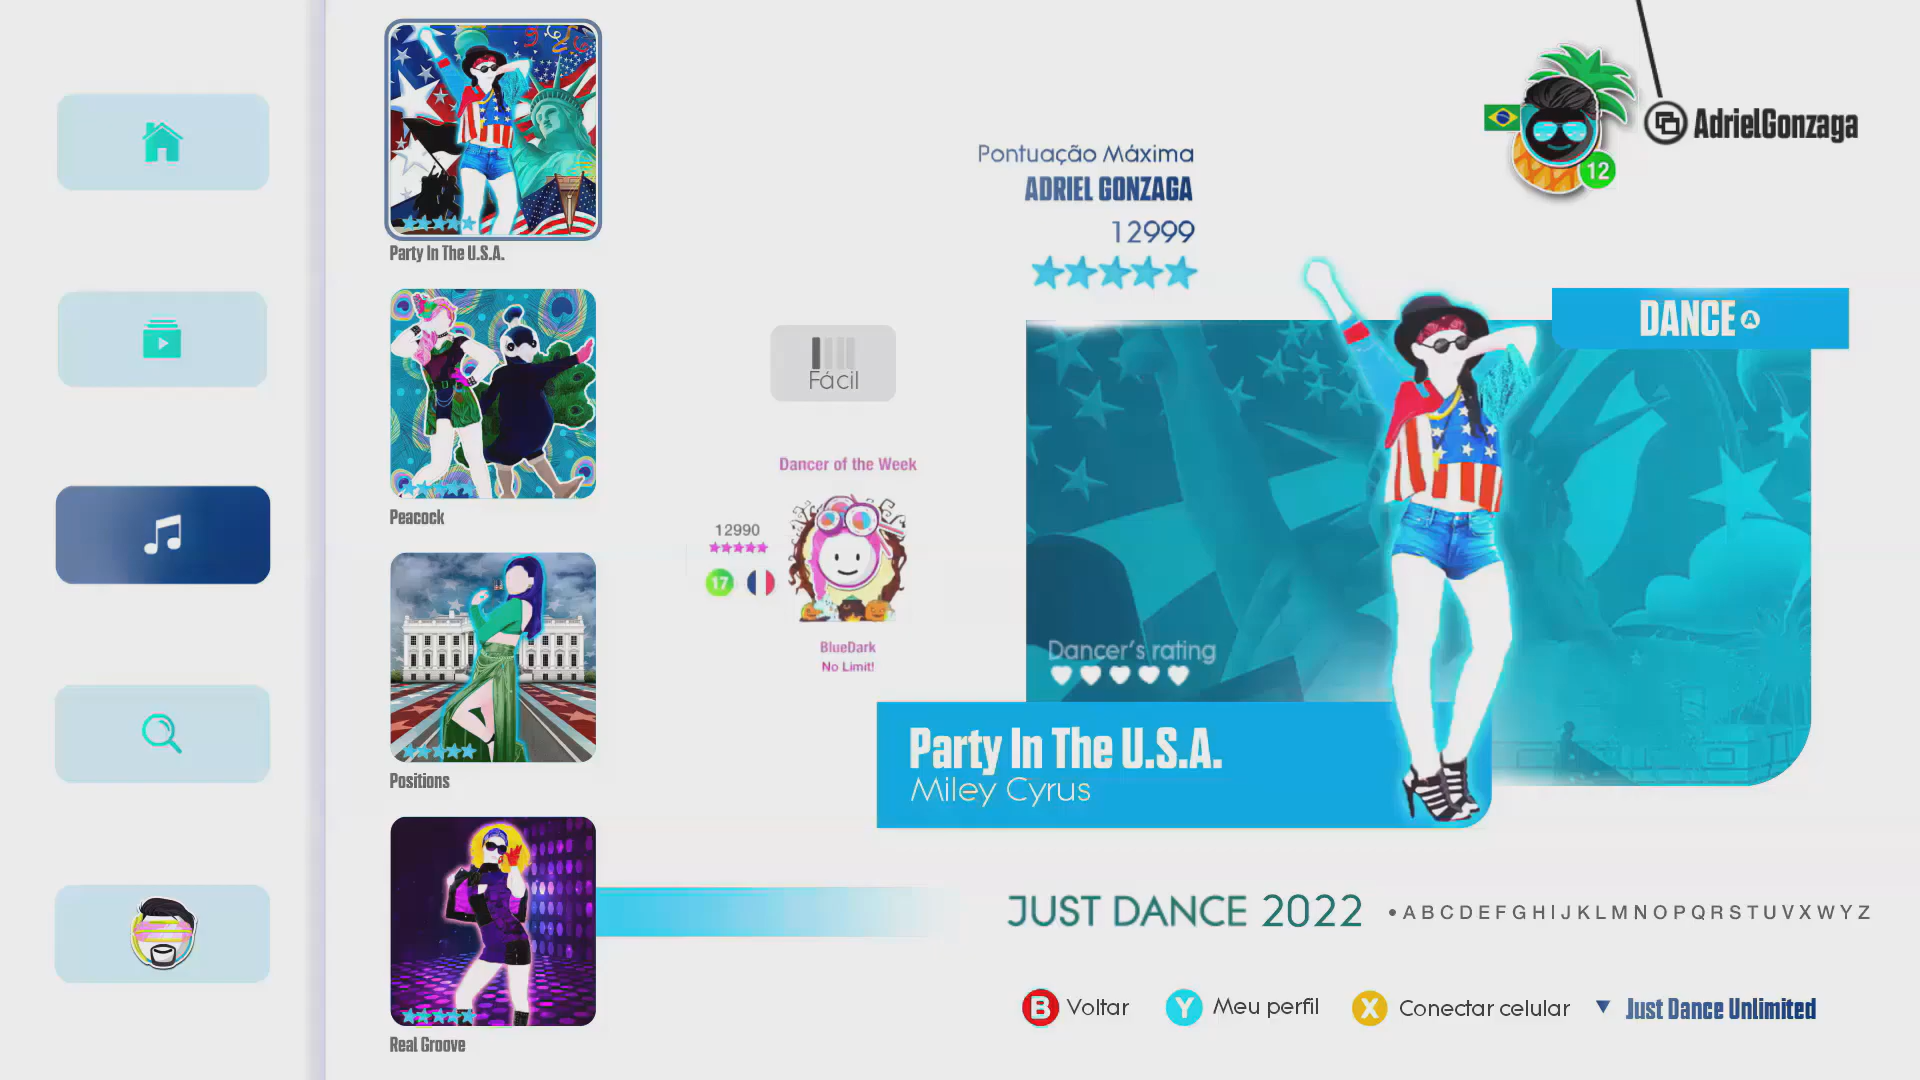 Party In The U.S.A.
Peacock
Positions
Real Groove
Pontuação Máxima
ADRIEL GONZAGA
12999
Fácil
Dancer of the Week
12990
17
BlueDark
No Limit!
12
AdrielGonzaga
DANCE A
Dancer's rating
Party In The U.S.A.
Miley Cyrus
JUST DANCE 2022
•ABCDEFGHIJKLMNOPQRSTUVXWYZ
B Voltar
Y Meu perfil
X Conectar celular
Just Dance Unlimited